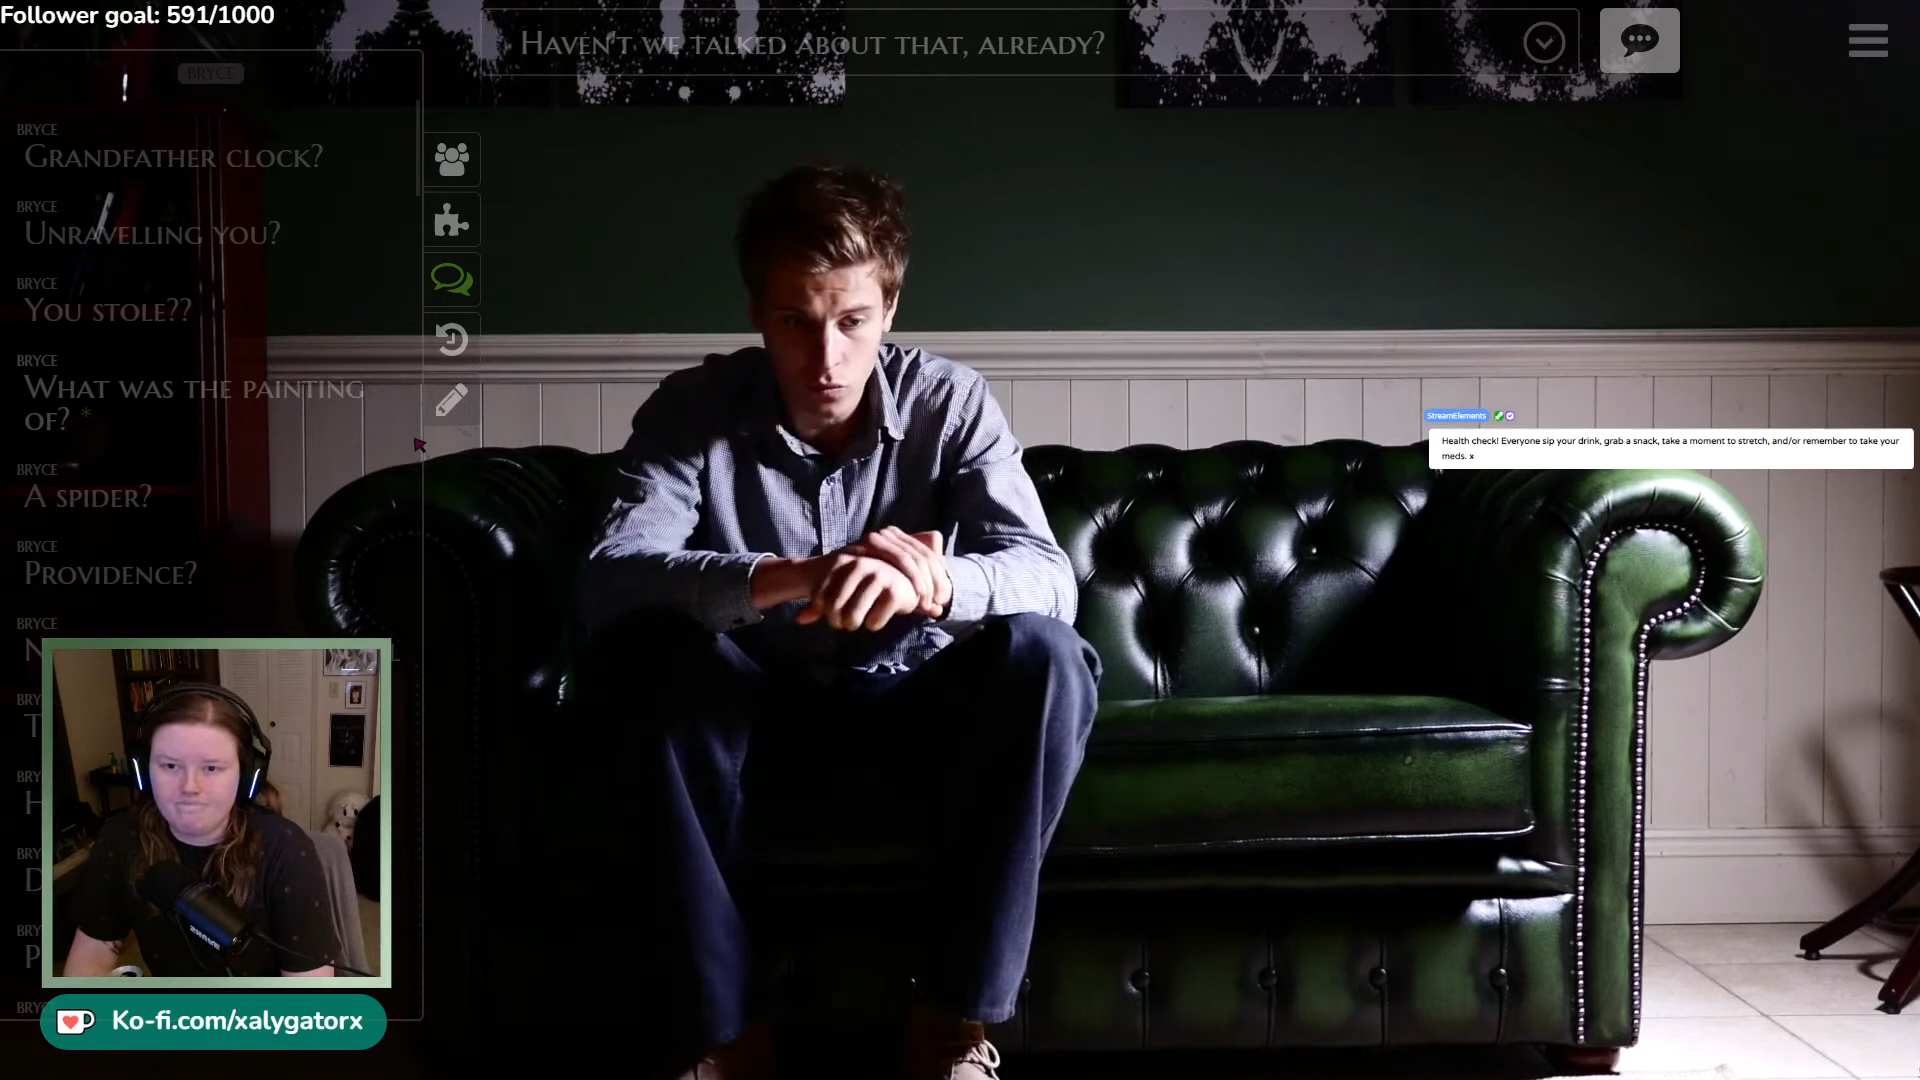 Follower goal: 591/1000
HAVEN'T WE TALKED ABOUT THAT, ALREADY?
BRYCE
BRYCE
GRANDFATHER CLOCK?
BRYCE
UNRAVELLING YOU?
BRYCE
YOU STOLE??
BRYCE
WHAT WAS THE PAINTING
OF? *
BRYCE
A SPIDER?
BRYCE
PROVIDENCE?
BRYCE
StreamElements
Health check! Everyone sip your drink, grab a snack, take a moment to stretch, and/or remember to take your
meds. x
SHURE
Ko-fi.com/xalygatorx